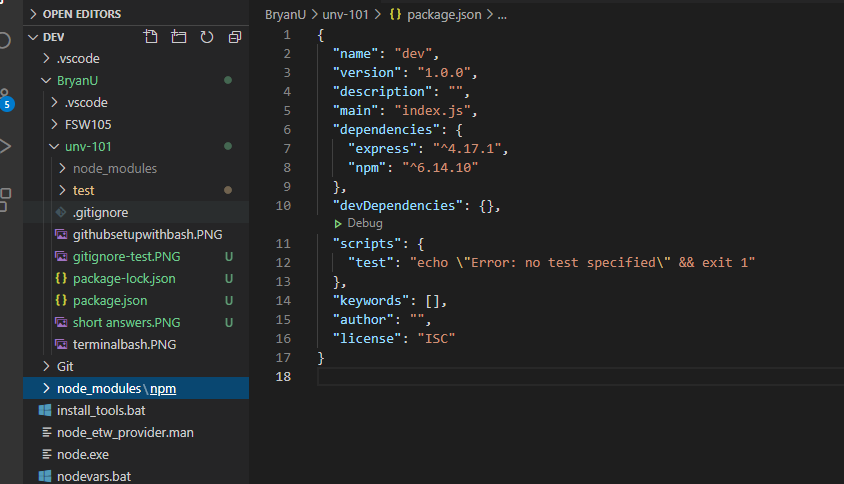 OPEN EDITORS
DEV
.vscode
BryanU
.vscode
FSW105
unv-101
node_modules
test
.gitignore
githubsetupwithbash.PNG
gitignore-test.PNG U
package-lock.json U
package.json U
short answers.PNG U
terminalbash.PNG
Git
node_modules\npm
install_tools.bat
node_etw_provider.man
node.exe
nodevars.bat
5
BryanU > unv-101 > {} package.json > ...
1 {
2 "name": "dev",
3 "version": "1.0.0",
4 "description": "",
5 "main": "index.js",
6 "dependencies": {
7 "express": "^4.17.1",
8 "npm": "^6.14.10"
9 },
10 "devDependencies": {},
Debug
11 "scripts": {
12 "test": "echo \"Error: no test specified\" && exit 1"
13 },
14 "keywords": [],
15 "author": "",
16 "license": "ISC"
17 }
18